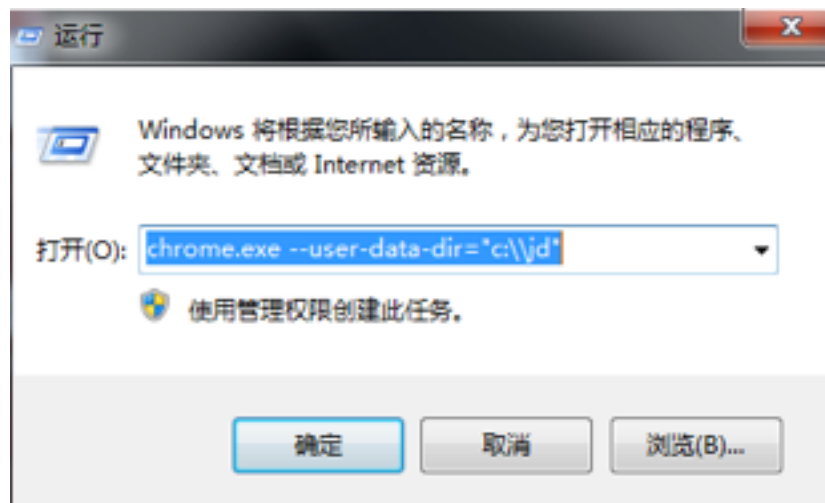 运行
Windows 将根据您所输入的名称，为您打开相应的程序、
文件夹、文档或 Internet 资源。
打开(O): chrome.exe --user-data-dir="c:\\jd"
使用管理权限创建此任务。
确定 取消 浏览(B)...